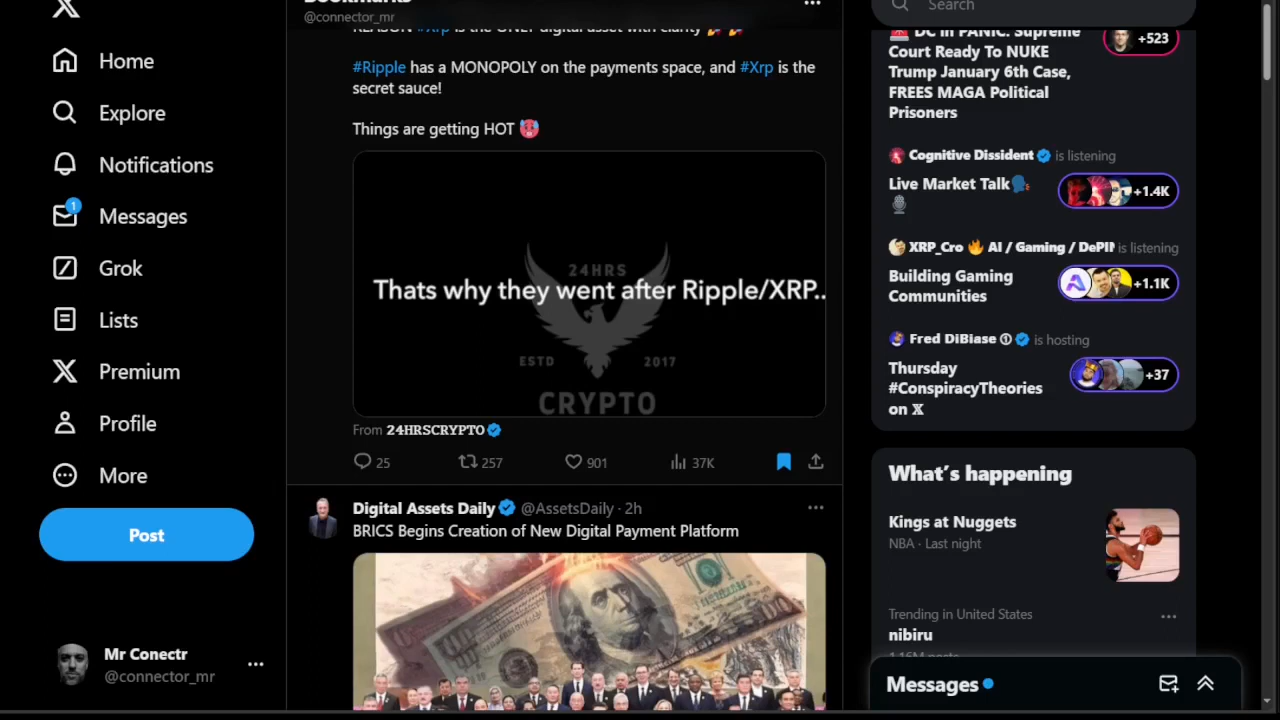 Home
Explore
Notifications
1
Messages
Grok
Lists
Premium
Profile
More
Post
Mr Conectr
@connector_mr
Bookmarks
@connector_mr
REASON #Xrp is the ONLY digital asset with clarity
#Ripple has a MONOPOLY on the payments space, and #Xrp is the
secret sauce!
Things are getting HOT
24HRS
Thats why they went after Ripple/XRP..
ESTD 2017
CRYPTO
From 24HRSCRYPTO
25 257 901 37K
Digital Assets Daily @AssetsDaily · 2h
BRICS Begins Creation of New Digital Payment Platform
Search
DC in PANIC: Supreme
Court Ready To NUKE
Trump January 6th Case,
FREES MAGA Political
Prisoners
+523
Cognitive Dissident is listening
Live Market Talk
+1.4K
XRP_Cro 🔥 AI / Gaming / DePIN is listening
Building Gaming
Communities
+1.1K
Fred DiBiase is hosting
Thursday
#ConspiracyTheories
on 𝕏
+37
What's happening
Kings at Nuggets
NBA · Last night
Trending in United States
nibiru
1.15M posts
Messages